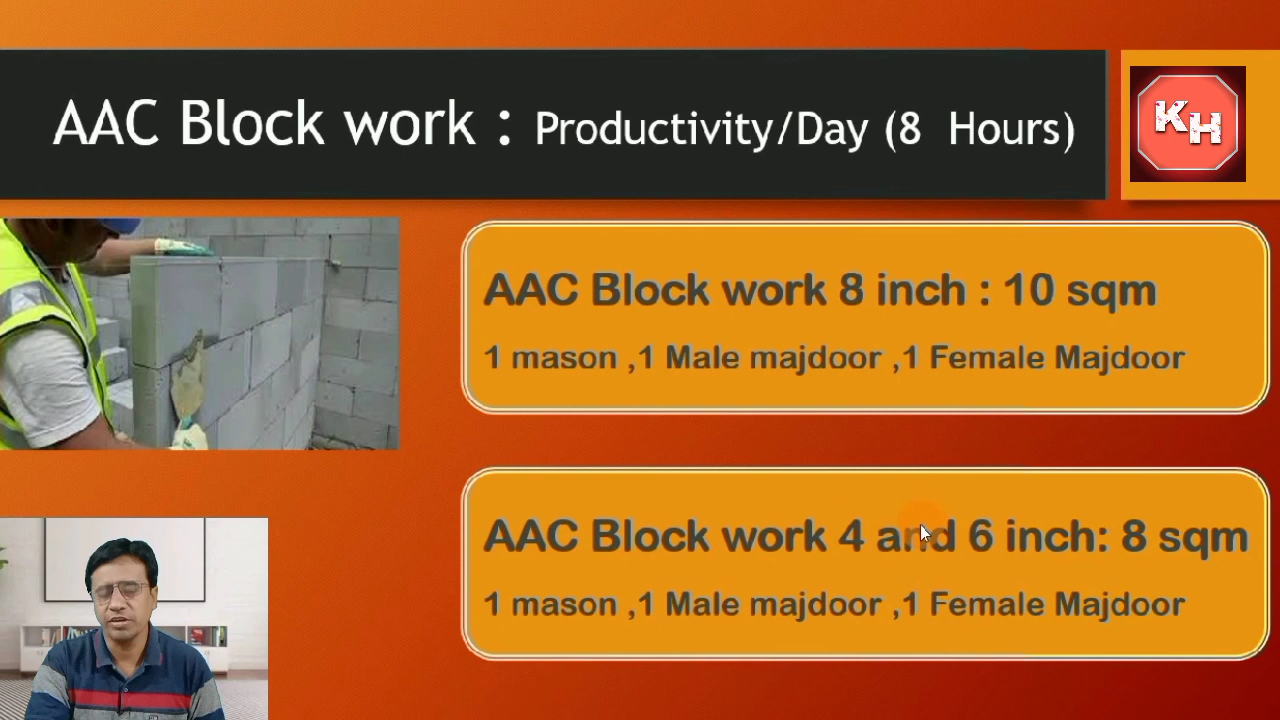 AAC Block work : Productivity/Day (8 Hours)
KH
AAC Block work 8 inch : 10 sqm
1 mason ,1 Male majdoor ,1 Female Majdoor
AAC Block work 4 and 6 inch: 8 sqm
1 mason ,1 Male majdoor ,1 Female Majdoor